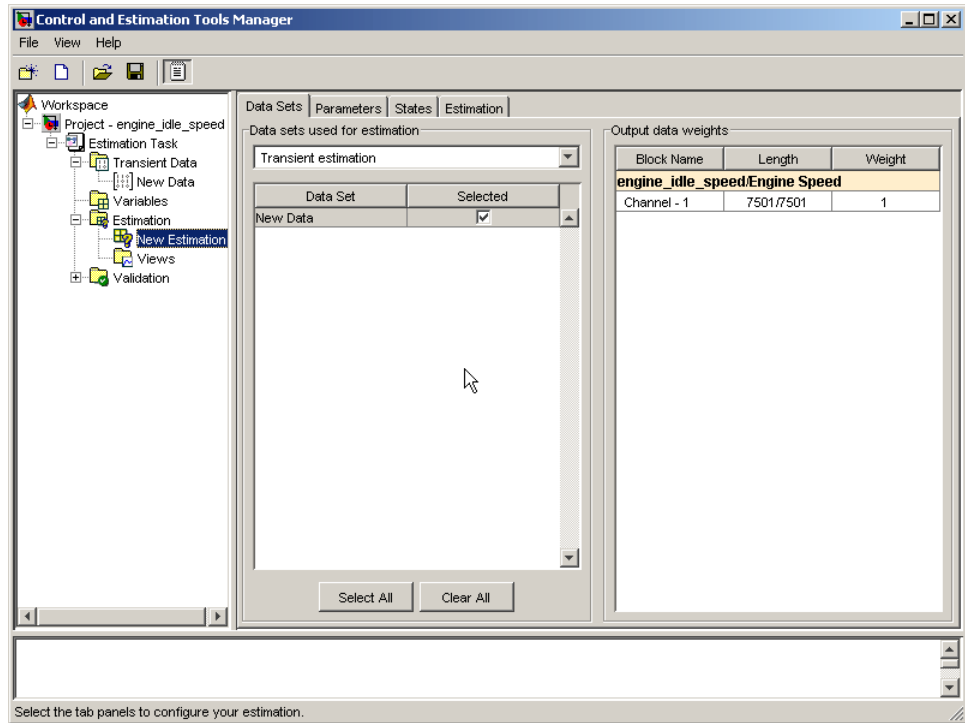 Control and Estimation Tools Manager
File View Help
Workspace
Project - engine_idle_speed
Estimation Task
Transient Data
New Data
Variables
Estimation
New Estimation
Views
Validation
Data Sets Parameters States Estimation
Data sets used for estimation
Transient estimation
Data Set Selected
New Data
Select All Clear All
Output data weights
Block Name Length Weight
engine_idle_speed/Engine Speed
Channel - 1 7501/7501 1
Select the tab panels to configure your estimation.